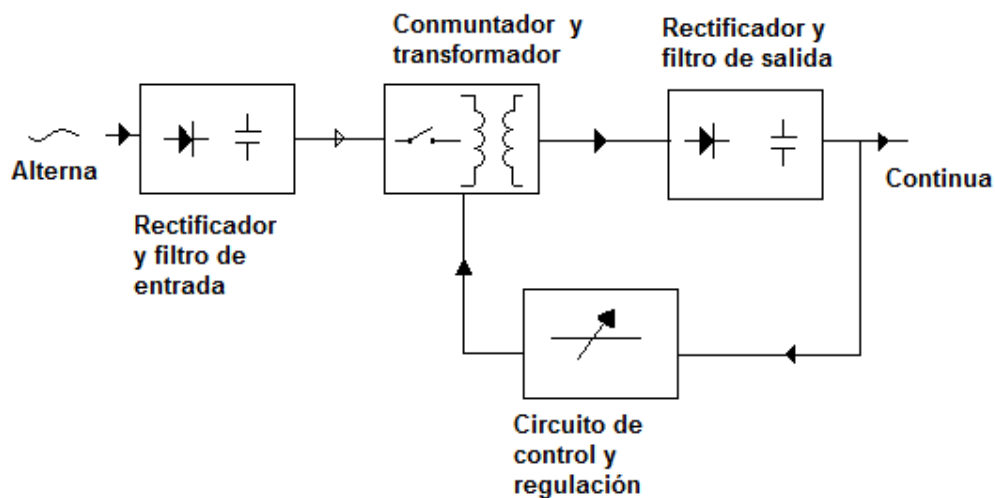 Alterna
Rectificador
y filtro de
entrada
Conmuntador y
transformador
Rectificador y
filtro de salida
Continua
Circuito de
control y
regulación